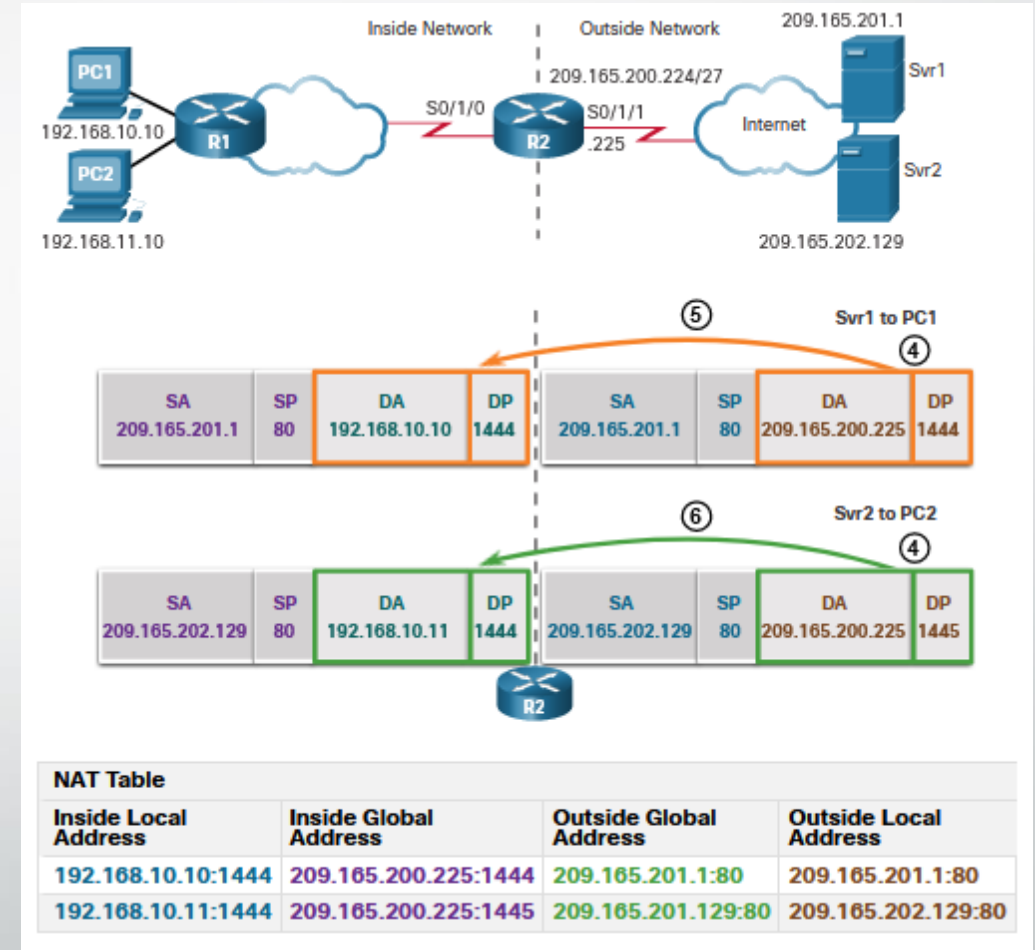 209.165.201.1
Inside Network
Outside Network
PC1
Svr1
209.165.200.224/27
S0/1/0
S0/1/1
192.168.10.10
R1
R2
.225
Internet
PC2
Svr2
192.168.11.10
209.165.202.129
5
Svr1 to PC1
4
SA SP DA DP SA SP DA DP
209.165.201.1 80 192.168.10.10 1444 209.165.201.1 80 209.165.200.225 1444
6
Svr2 to PC2
4
SA SP DA DP SA SP DA DP
209.165.202.129 80 192.168.10.11 1444 209.165.202.129 80 209.165.200.225 1445
R2
NAT Table
Inside Local Inside Global Outside Global Outside Local
Address Address Address Address
192.168.10.10:1444 209.165.200.225:1444 209.165.201.1:80 209.165.201.1:80
192.168.10.11:1444 209.165.200.225:1445 209.165.201.129:80 209.165.202.129:80